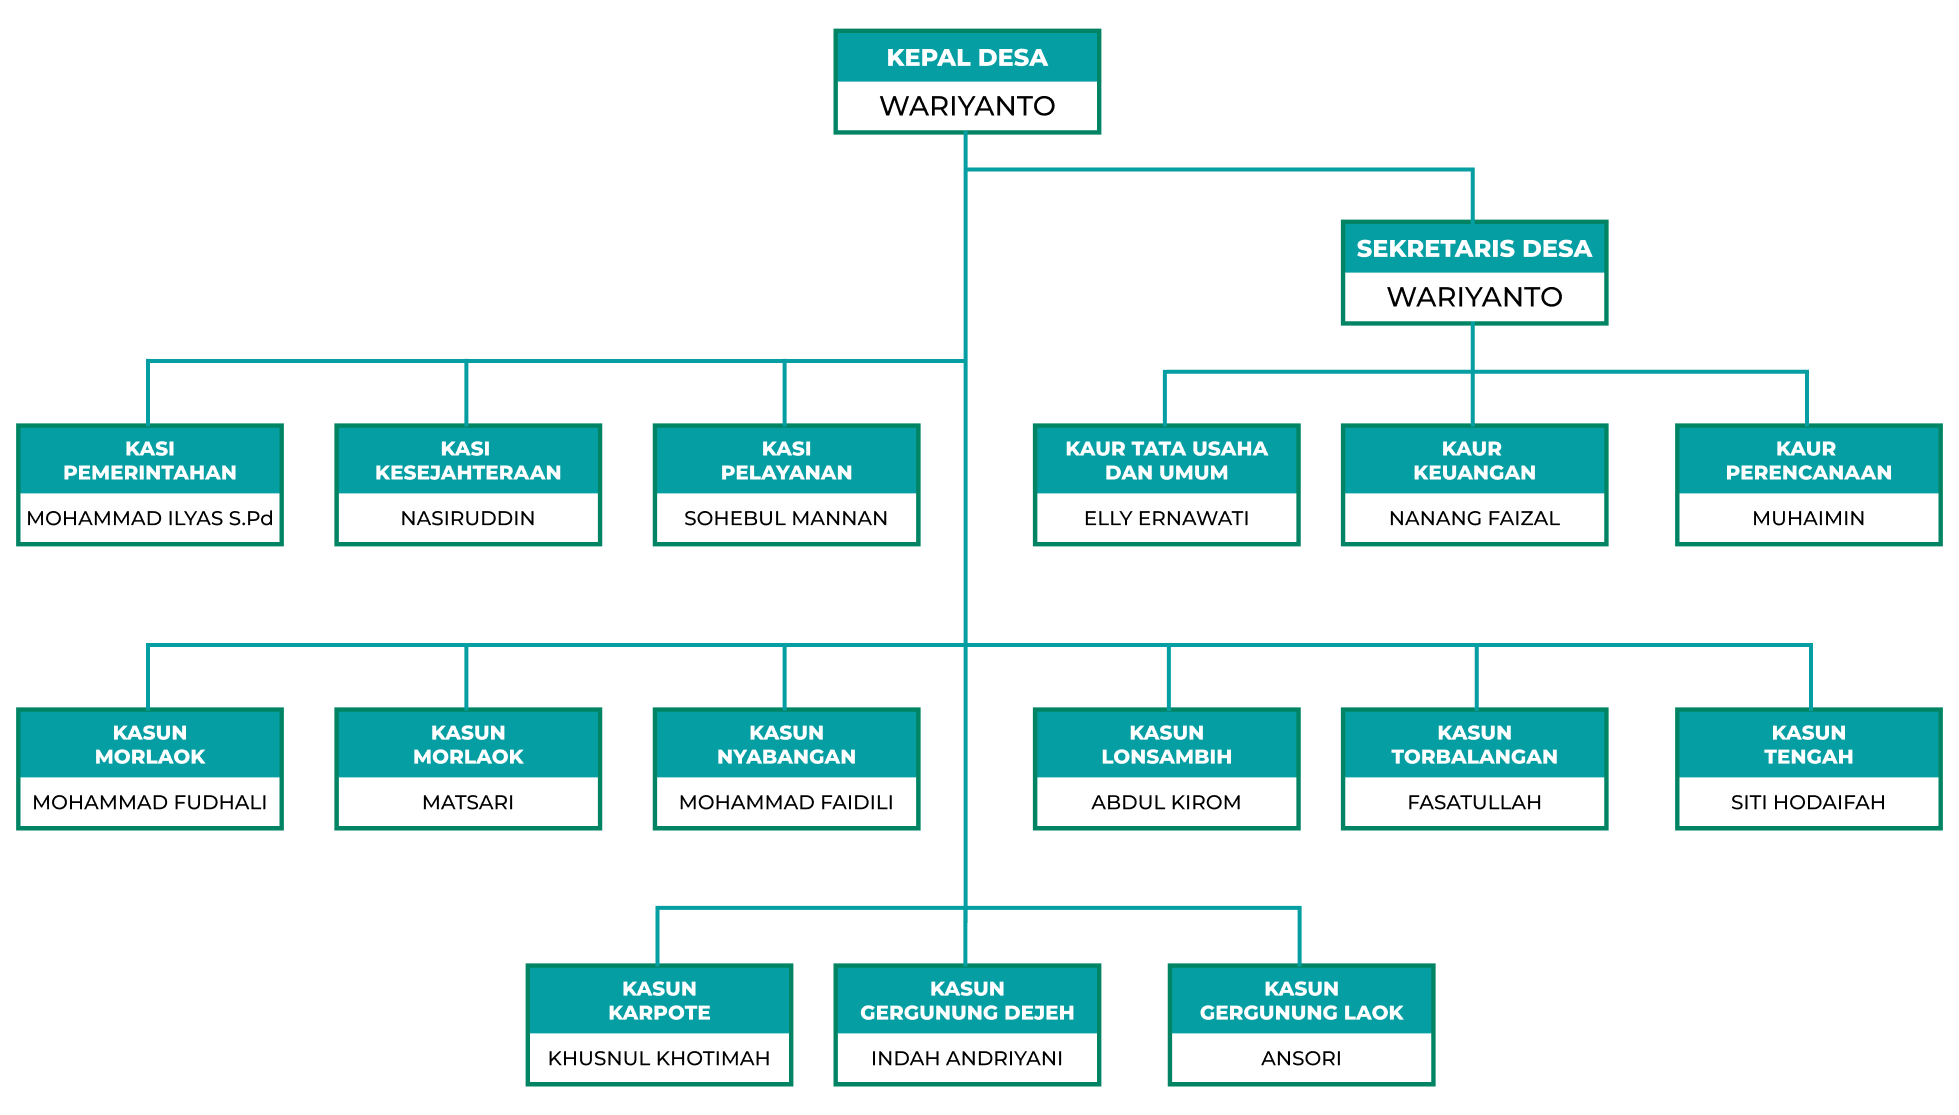 KEPAL DESA
WARIYANTO
SEKRETARIS DESA
WARIYANTO
KASI
PEMERINTAHAN
MOHAMMAD ILYAS S.Pd
KASI
KESEJAHTERAAN
NASIRUDDIN
KASI
PELAYANAN
SOHEBUL MANNAN
KAUR TATA USAHA
DAN UMUM
ELLY ERNAWATI
KAUR
KEUANGAN
NANANG FAIZAL
KAUR
PERENCANAAN
MUHAIMIN
KASUN
MORLAOK
MOHAMMAD FUDHALI
KASUN
MORLAOK
MATSARI
KASUN
NYABANGAN
MOHAMMAD FAIDILI
KASUN
LONSAMBIH
ABDUL KIROM
KASUN
TORBALANGAN
FASATULLAH
KASUN
TENGAH
SITI HODAIFAH
KASUN
KARPOTE
KHUSNUL KHOTIMAH
KASUN
GERGUNUNG DEJEH
INDAH ANDRIYANI
KASUN
GERGUNUNG LAOK
ANSORI